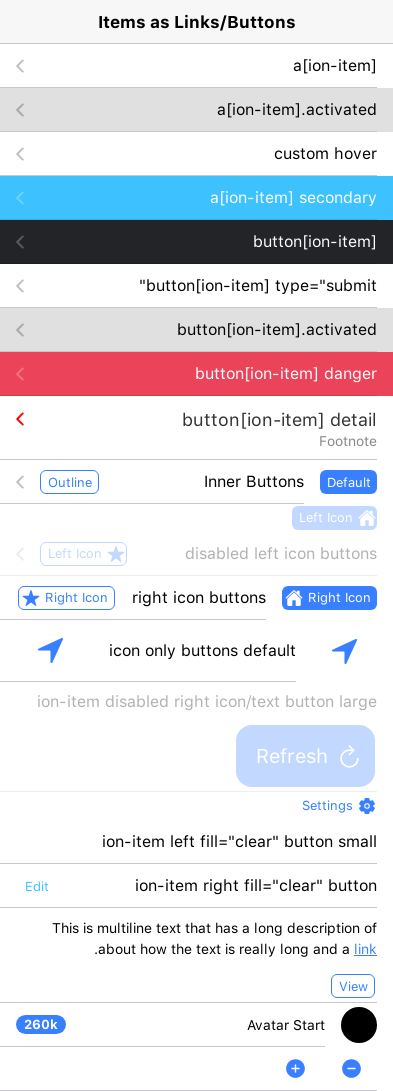 Items as Links/Buttons
a[ion-item]
a[ion-item].activated
custom hover
a[ion-item] secondary
button[ion-item]
"button[ion-item] type="submit
button[ion-item].activated
button[ion-item] danger
button[ion-item] detail
Footnote
Outline Inner Buttons Default
Left Icon
Left Icon disabled left icon buttons
Right Icon right icon buttons Right Icon
icon only buttons default
ion-item disabled right icon/text button large
Refresh
Settings
ion-item left fill="clear" button small
Edit ion-item right fill="clear" button
This is multiline text that has a long description of
.about how the text is really long and a link
View
260k Avatar Start